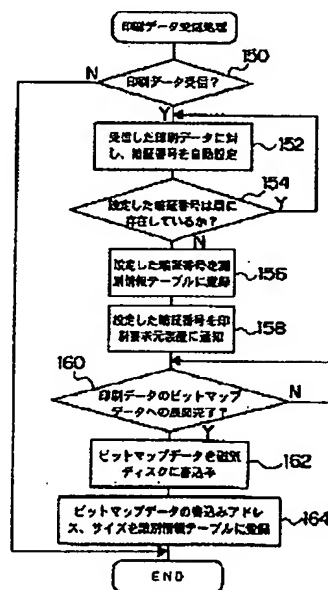 印刷データ受信処理
150
N
印刷データ受信?
Y
受信した印刷データに対
し、暗証番号を自動設定
152
154
設定した暗証番号は既に
存在しているか?
Y
N
設定した暗証番号を識
別情報テーブルに登録
156
設定した暗証番号を印
刷要求元装置に通知
158
160
印刷データのビットマップ
データへの展開完了?
N
Y
ビットマップデータを磁気
ディスクに書込み
162
ビットマップデータの書込みアドレ
ス、サイズを識別情報テーブルに登録
164
END